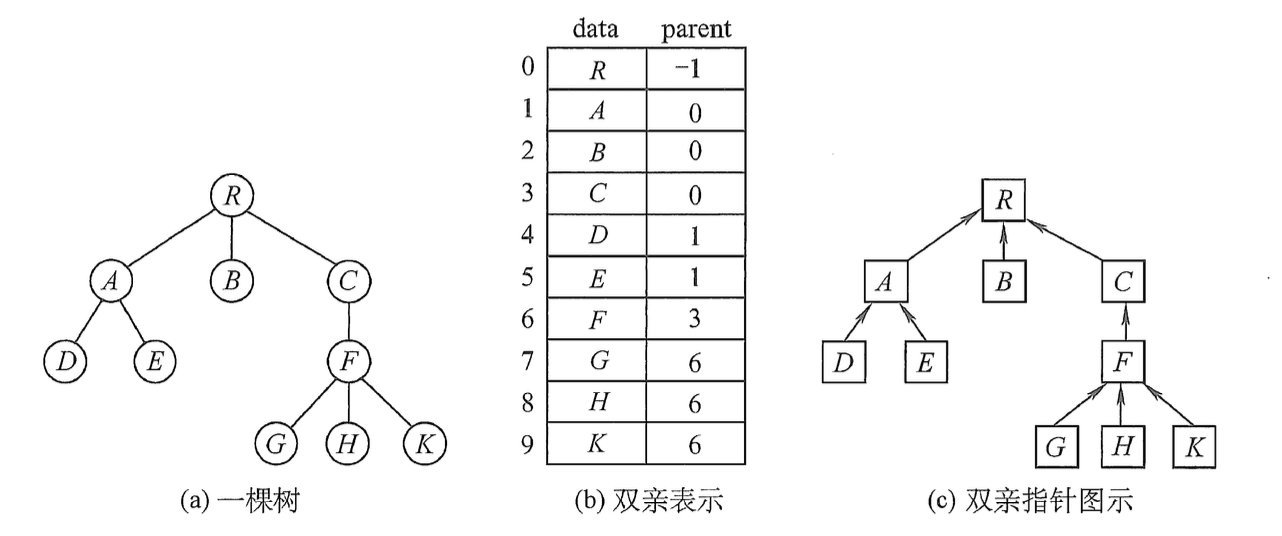 data parent
0 R -1
1 A 0
2 B 0
3 C 0
4 D 1
5 E 1
6 F 3
7 G 6
8 H 6
9 K 6
R
A B C
D E F
G H K
R
A B C
D E F
G H K
(a) 一棵树
(b) 双亲表示
(c) 双亲指针图示